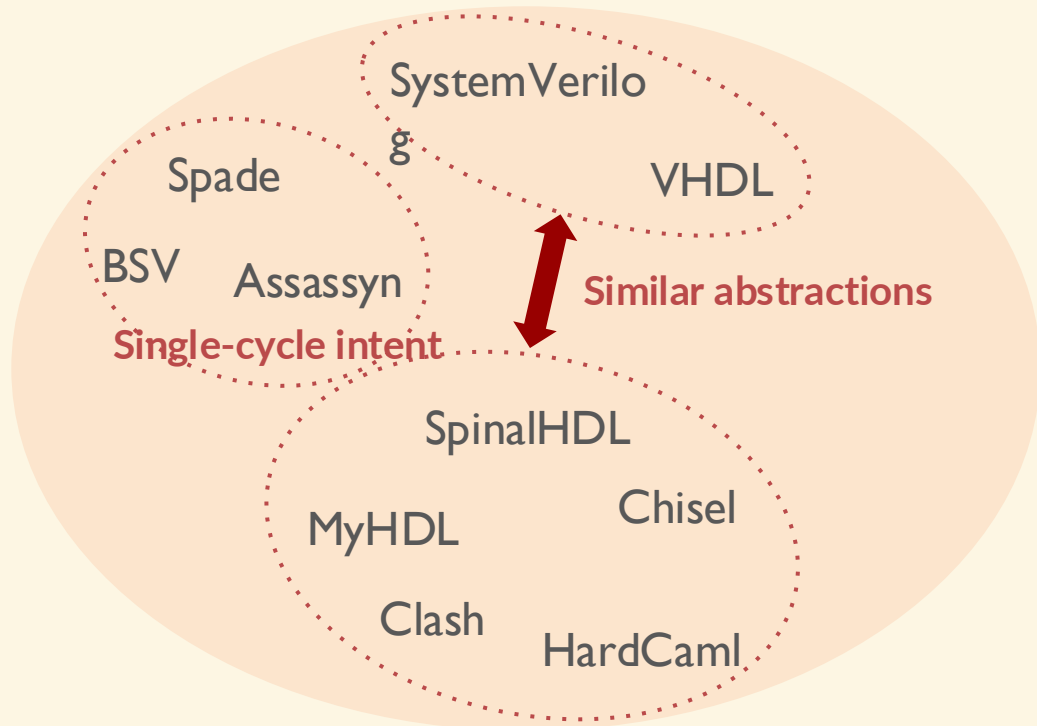 SystemVerilo
g
Spade
VHDL
BSV
Assassyn
Similar abstractions
Single-cycle intent
SpinalHDL
Chisel
MyHDL
Clash
HardCaml